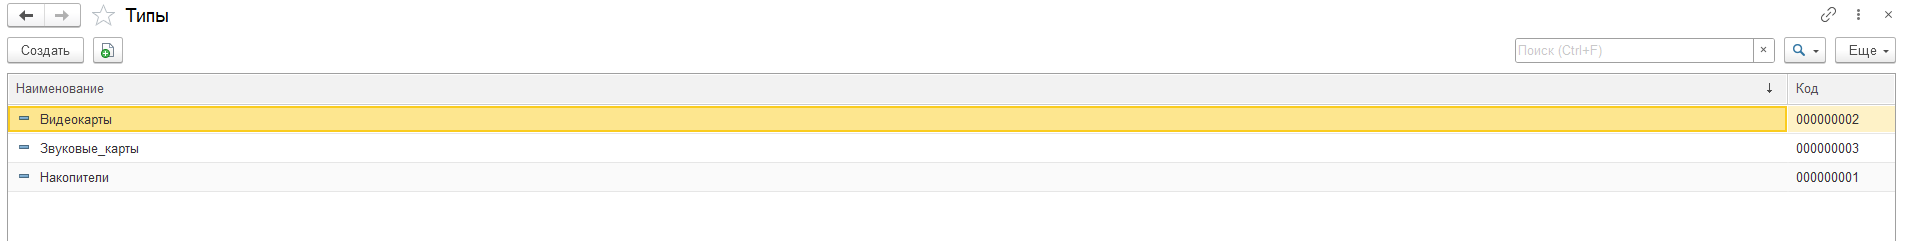 Типы
Создать
Поиск (Ctrl+F)
×
Еще
Наименование
↓
Код
Видеокарты
000000002
Звуковые_карты
000000003
Накопители
000000001